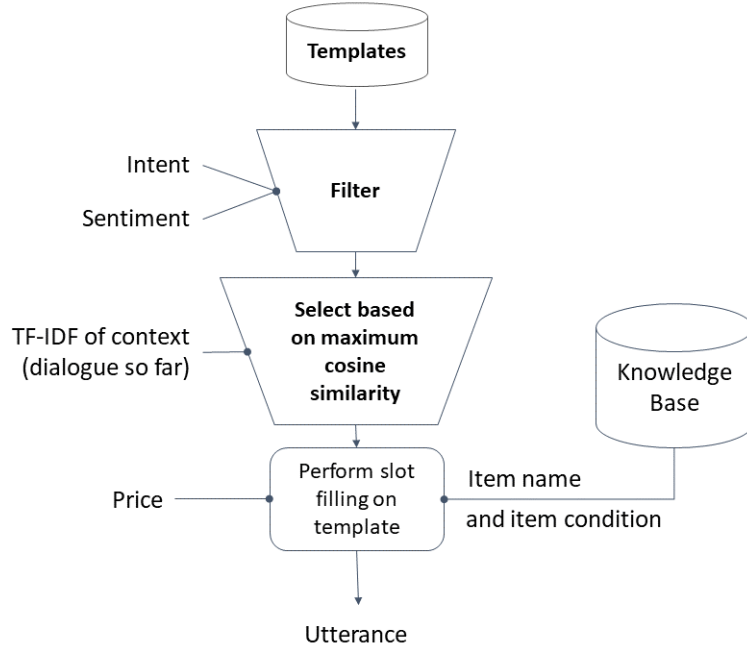 Templates
Intent
Sentiment
Filter
TF-IDF of context
(dialogue so far)
Select based
on maximum
cosine
similarity
Knowledge
Base
Price
Perform slot
filling on
template
Item name
and item condition
Utterance